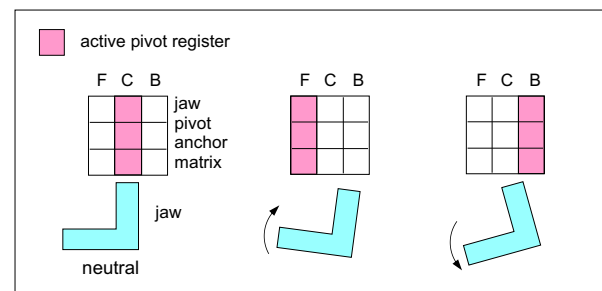 active pivot register
F C B
F C B
F C B
jaw
pivot
anchor
matrix
jaw
neutral